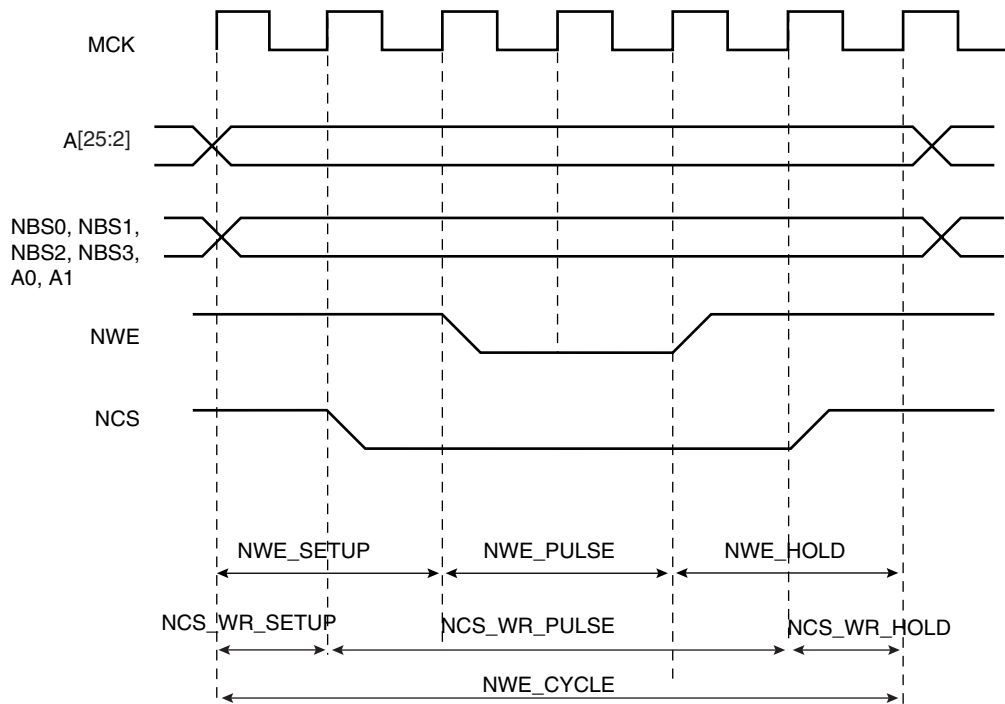 MCK
A[25:2]
NBS0, NBS1,
NBS2, NBS3,
A0, A1
NWE
NCS
NWE_SETUP NWE_PULSE NWE_HOLD
NCS_WR_SETUP NCS_WR_PULSE NCS_WR_HOLD
NWE_CYCLE